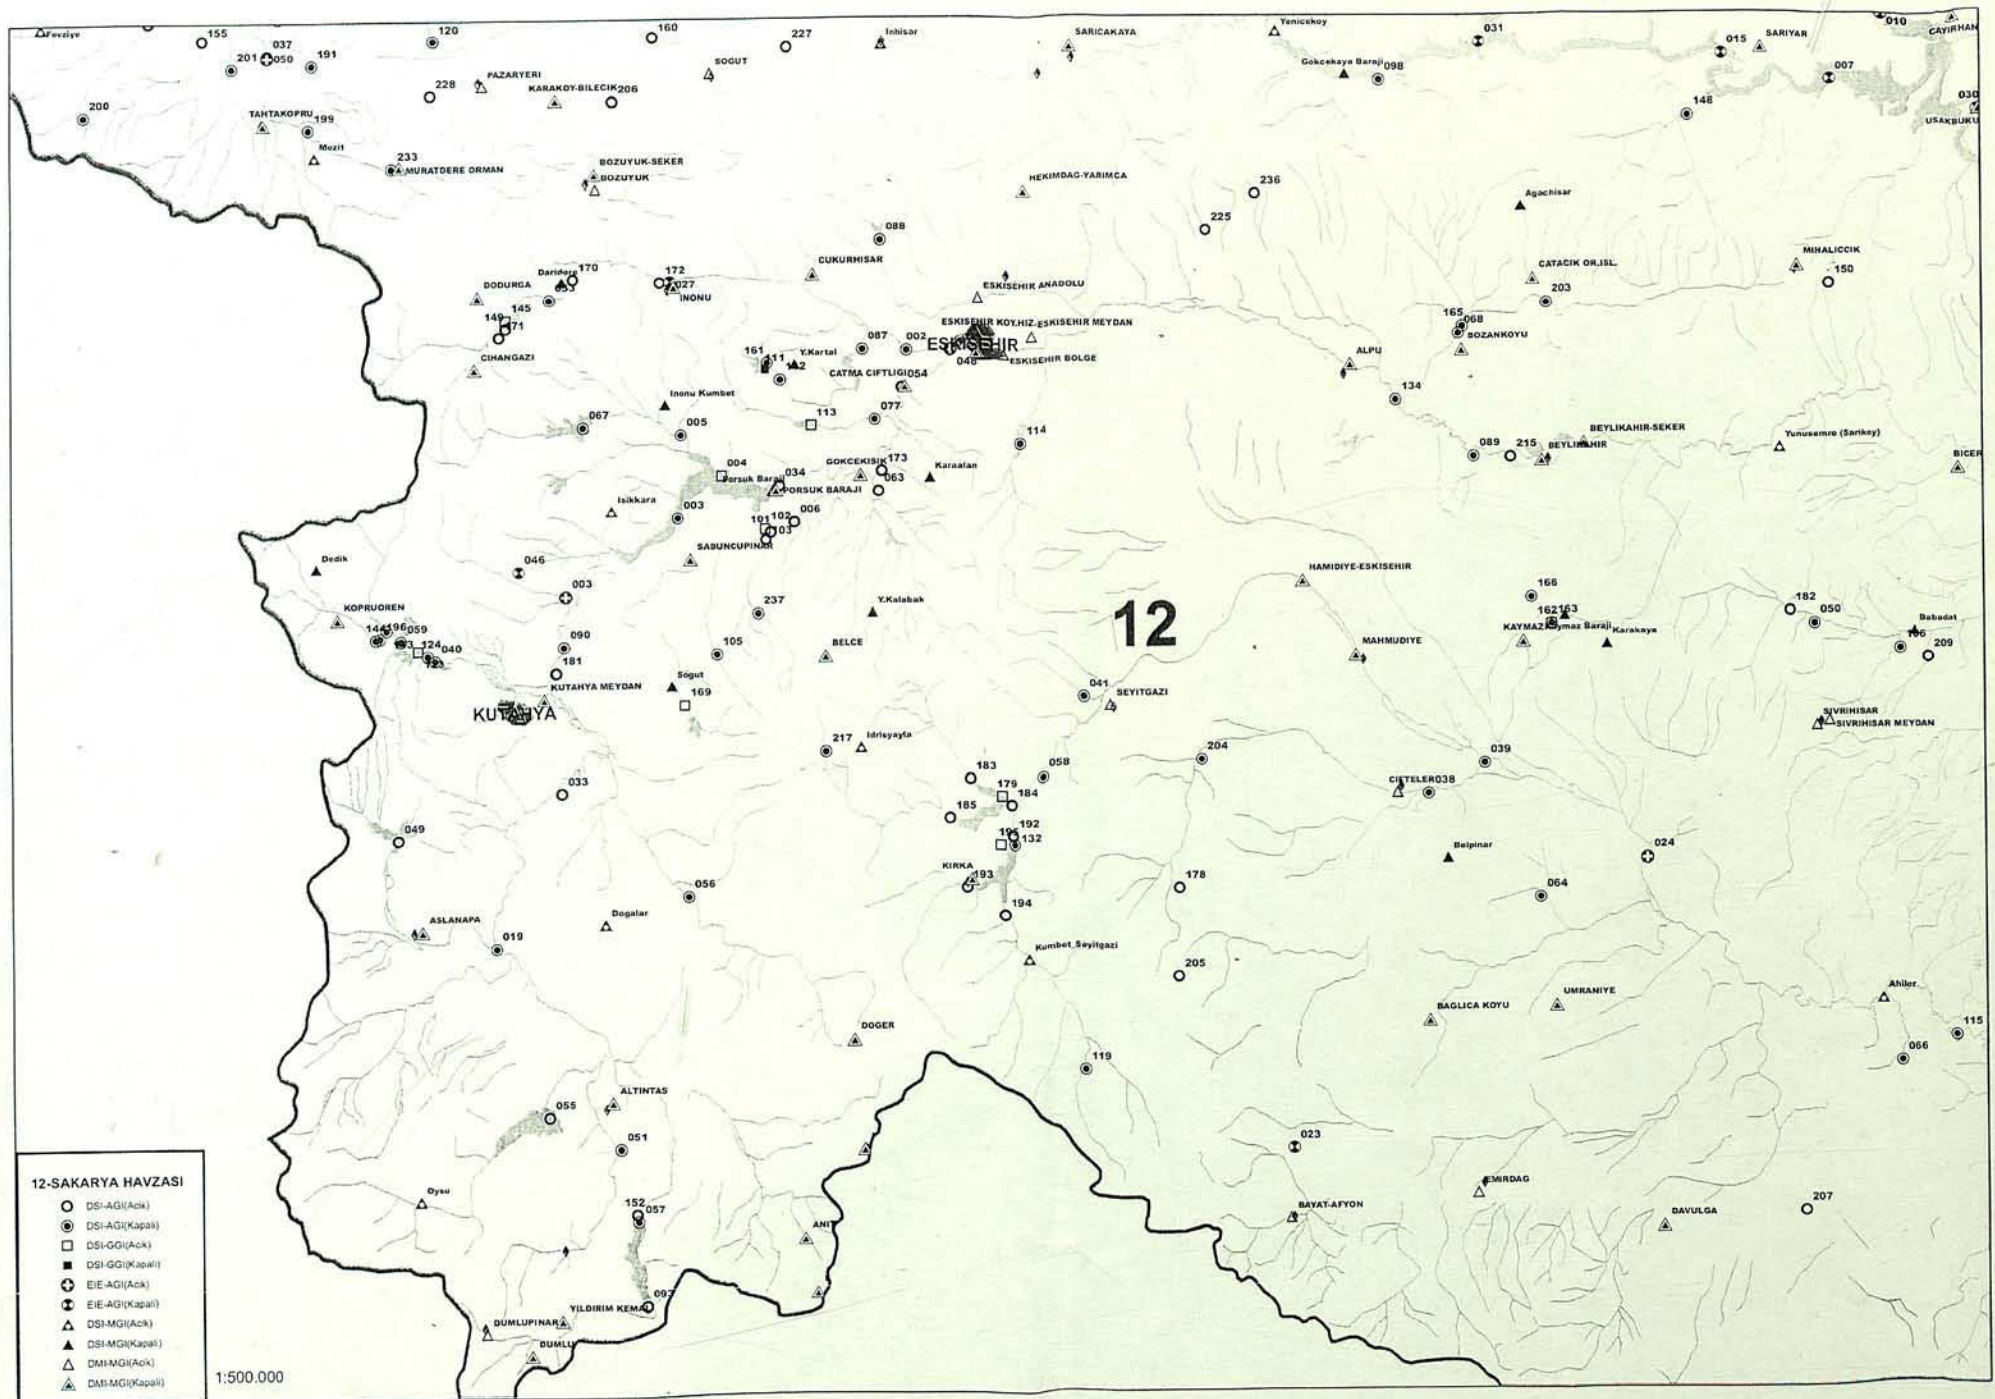 Fevziye
155
037
050
201
191
120
160
227
Inhisar
SARICAKAYA
Yenicekoy
031
015
SARIYAR
010
CAYIRHAN
228
PAZARYERI
KARAKOY-BILECIK
206
SOGUT
Gokcekaya Baraji
098
007
030
USAKBUKU
200
TAHTAKOPRU
199
Mezit
148
233
MURATDERE ORMAN
BOZUYUK-SEKER
BOZUYUK
HEKIMDAG-YARIMCA
236
Agachisar
225
088
CUKURHISAR
CATACIK OR.ISL.
MIHALICCIK
150
DODURGA
Daridere
170
053
172
027
INONU
ESKISEHIR ANADOLU
203
149
145
171
CIHANGAZI
ESKISEHIR KOY.HIZ.
ESKISEHIR MEYDAN
165
068
BOZANKOYU
161
111
Y.Kartal
087
002
ESKISEHIR
048
ESKISEHIR BOLGE
ALPU
CATMA CIFTLIGI
054
134
Inonu Kumbet
067
005
113
077
114
089
215
BEYLIKAHIR
BEYLIKAHIR-SEKER
Yunusemre (Sarikoy)
BICER
004
Porsuk Baraji
034
PORSUK BARAJI
GOKCEKISIK
173
063
Karaalan
Isikkara
003
101
102
103
006
SABUNCUPINAR
Dedik
046
003
HAMIDIYE-ESKISEHIR
KOPRUOREN
144
196
059
124
040
090
181
237
105
Y.Kalabak
BELCE
12
166
162
163
KAYMAZ
Kaymaz Baraji
Karakaya
182
050
Babadat
209
MAHMUDIYE
KUTAHYA MEYDAN
KUTAHYA
Sogut
169
041
SEYITGAZI
SIVRIHISAR
SIVRIHISAR MEYDAN
217
Idrisyayla
204
039
033
183
179
184
058
CIFTELER
038
185
192
132
049
Belpinar
024
KIRKA
193
056
178
064
194
ASLANAPA
019
Dogalar
Kumbet_Seyitgazi
205
BAGLICA KOYU
UMRANIYE
Ahiler
DOGER
115
066
119
ALTINTAS
055
051
023
EMIRDAG
Oysu
152
057
ANIT
BAYAT-AFYON
DAVULGA
207
093
YILDIRIM KEMAL
DUMLUPINAR
DUMLU
12-SAKARYA HAVZASI
DSI-AGI(Acik)
DSI-AGI(Kapali)
DSI-GGI(Acik)
DSI-GGI(Kapali)
EIE-AGI(Acik)
EIE-AGI(Kapali)
DSI-MGI(Acik)
DSI-MGI(Kapali)
DMI-MGI(Acik)
DMI-MGI(Kapali)
1:500.000